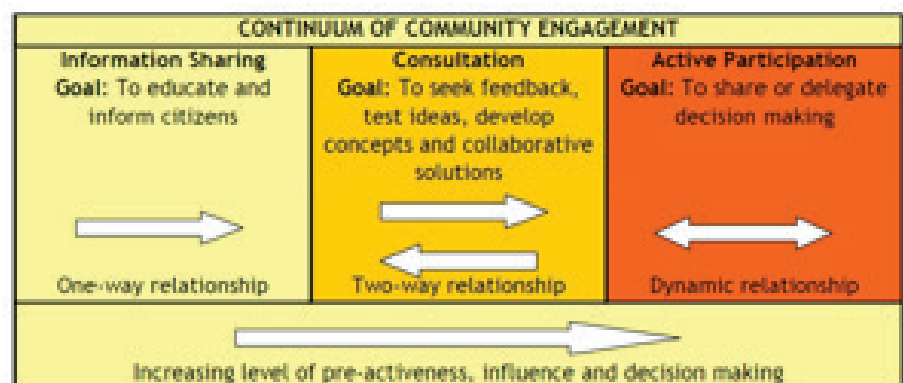 CONTINUUM OF COMMUNITY ENGAGEMENT
Information Sharing
Goal: To educate and
inform citizens
One-way relationship
Consultation
Goal: To seek feedback,
test ideas, develop
concepts and collaborative
solutions
Two-way relationship
Active Participation
Goal: To share or delegate
decision making
Dynamic relationship
Increasing level of pre-activeness, influence and decision making